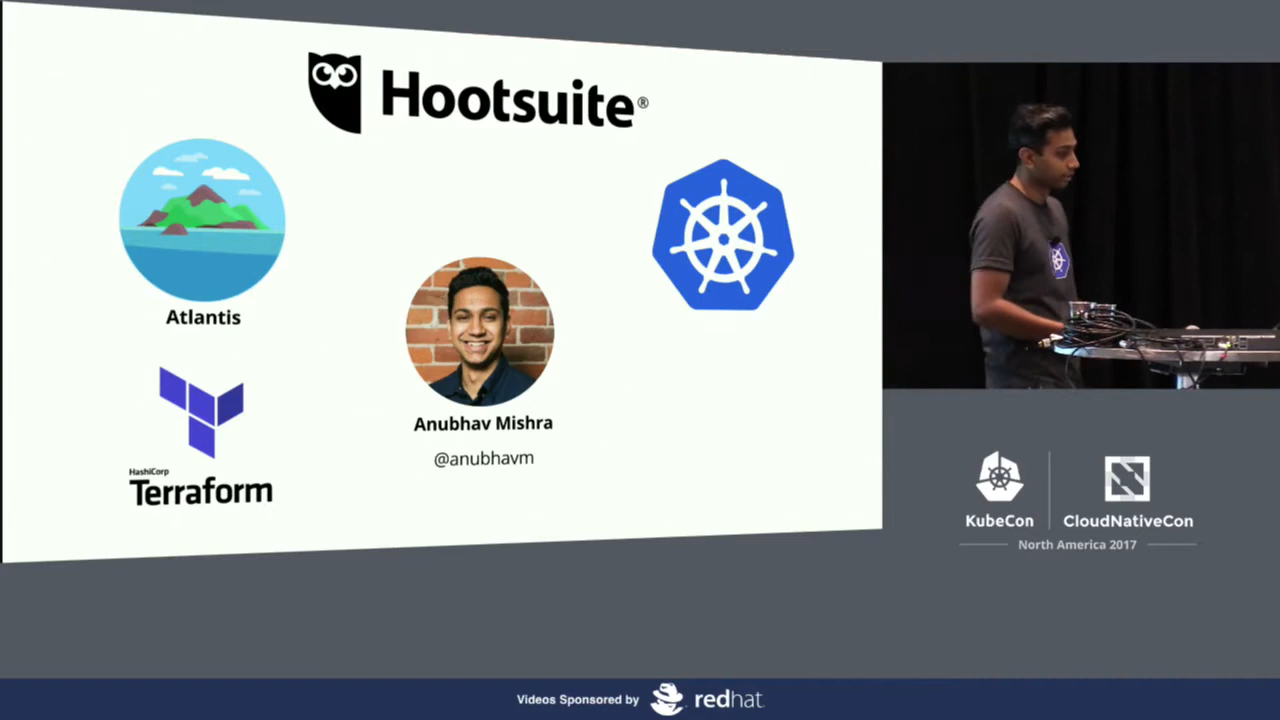 Hootsuite®
Atlantis
HashiCorp
Terraform
Anubhav Mishra
@anubhavm
KubeCon
CloudNativeCon
North America 2017
Videos Sponsored by
redhat.